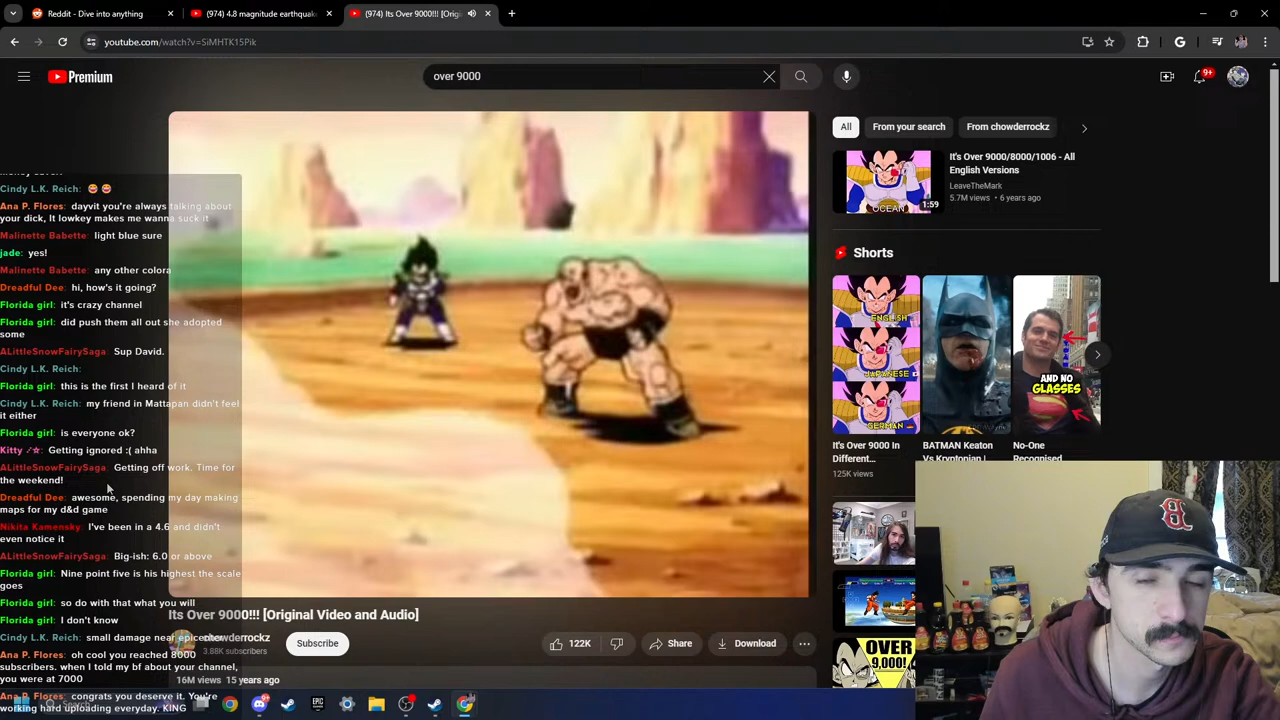 Reddit - Dive into anything
(974) 4.8 magnitude earthquak
(974) Its Over 9000!!! [Orig
youtube.com/watch?v=SiMHTK15Pik
Premium
over 9000
9+
All
From your search
From chowderrockz
It's Over 9000/8000/1006 - All
English Versions
LeaveTheMark
5.7M views • 6 years ago
OCEAN
1:59
Shorts
ENGLISH
JAPANESE
GERMAN
AND NO
GLASSES
It's Over 9000 In
Different...
125K views
BATMAN Keaton
Vs Kryptonian |
No-One
Recognised
OVER
9,000!
B
Cindy L.K. Reich:
Ana P. Flores: dayvit you're always talking about
your dick, It lowkey makes me wanna suck it
Malinette Babette: light blue sure
jade: yes!
Malinette Babette: any other colora
Dreadful Dee: hi, how's it going?
Florida girl: it's crazy channel
Florida girl: did push them all out she adopted
some
ALittleSnowFairySaga: Sup David.
Cindy L.K. Reich:
Florida girl: this is the first I heard of it
Cindy L.K. Reich: my friend in Mattapan didn't feel
it either
Florida girl: is everyone ok?
Kitty ⁄☆: Getting ignored :( ahha
ALittleSnowFairySaga: Getting off work. Time for
the weekend!
Dreadful Dee: awesome, spending my day making
maps for my d&d game
Nikita Kamensky: I've been in a 4.6 and didn't
even notice it
ALittleSnowFairySaga: Big-ish: 6.0 or above
Florida girl: Nine point five is his highest the scale
goes
Florida girl: so do with that what you will
Florida girl: I don't know
Cindy L.K. Reich: small damage near epicenter
Ana P. Flores: oh cool you reached 8000
subscribers. when I told my bf about your channel,
you were at 7000
Ana P. Flores: congrats you deserve it. You're
working hard uploading everyday. KING
Its Over 9000!!! [Original Video and Audio]
chowderrockz
3.88K subscribers
Subscribe
122K
Share
Download
16M views 15 years ago
Search
EPIC